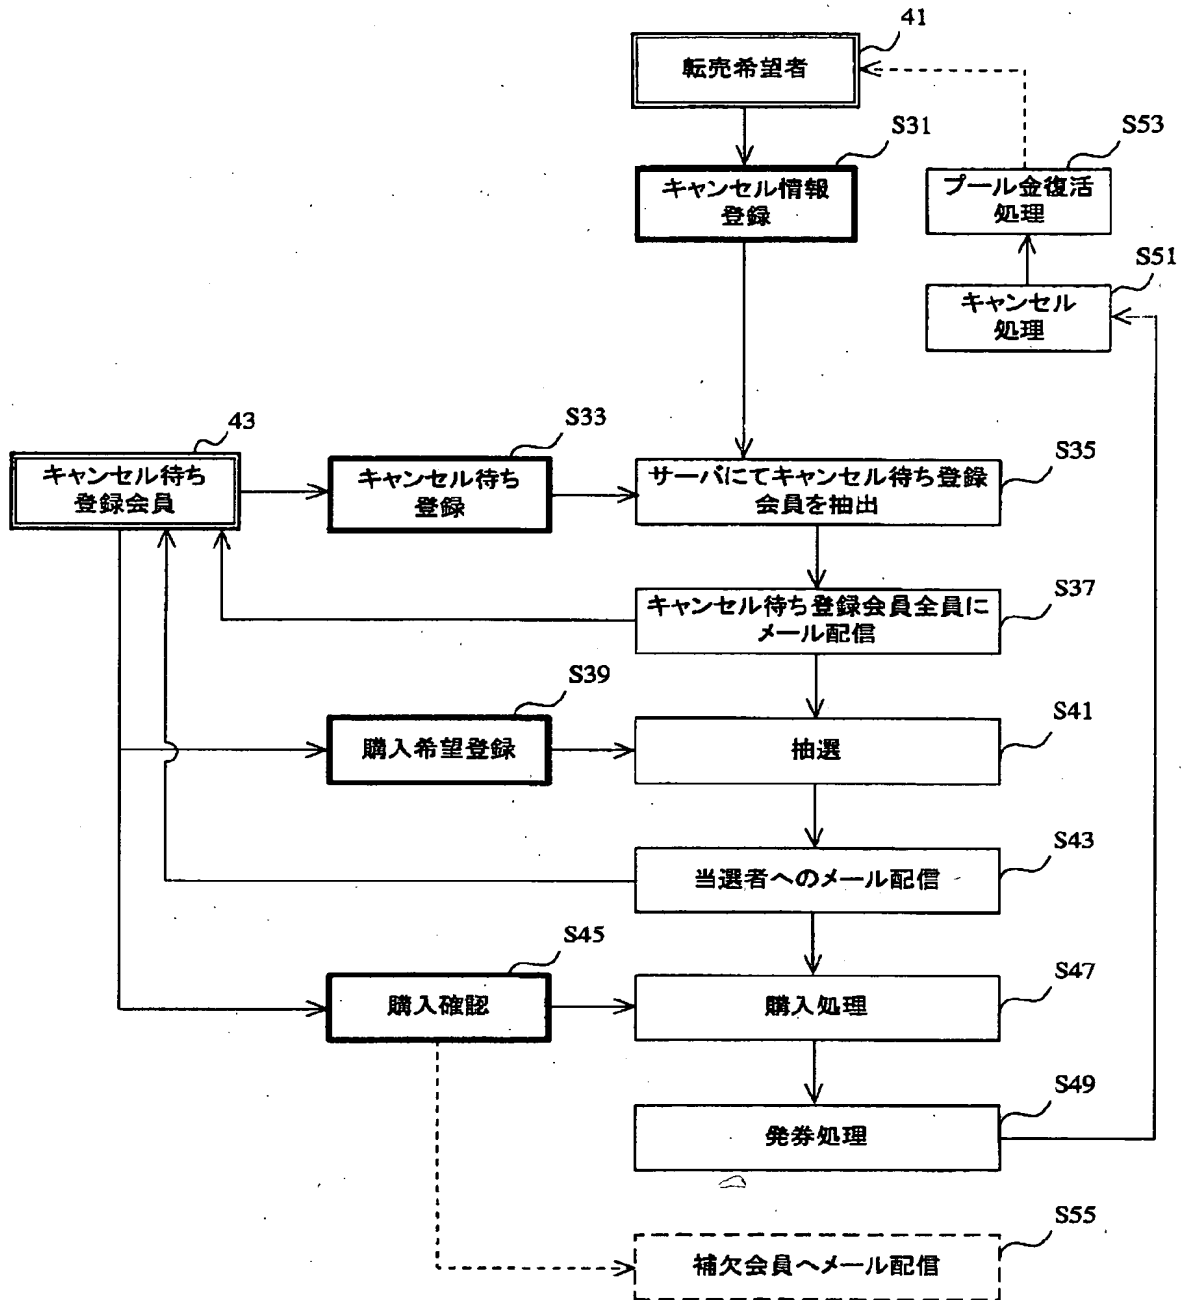 41
転売希望者
S31
キャンセル情報
登録
S53
プール金復活
処理
S51
キャンセル
処理
43
キャンセル待ち
登録会員
S33
キャンセル待ち
登録
S35
サーバにてキャンセル待ち登録
会員を抽出
S37
キャンセル待ち登録会員全員に
メール配信
S39
購入希望登録
S41
抽選
S43
当選者へのメール配信
S45
購入確認
S47
購入処理
S49
発券処理
S55
補欠会員へメール配信